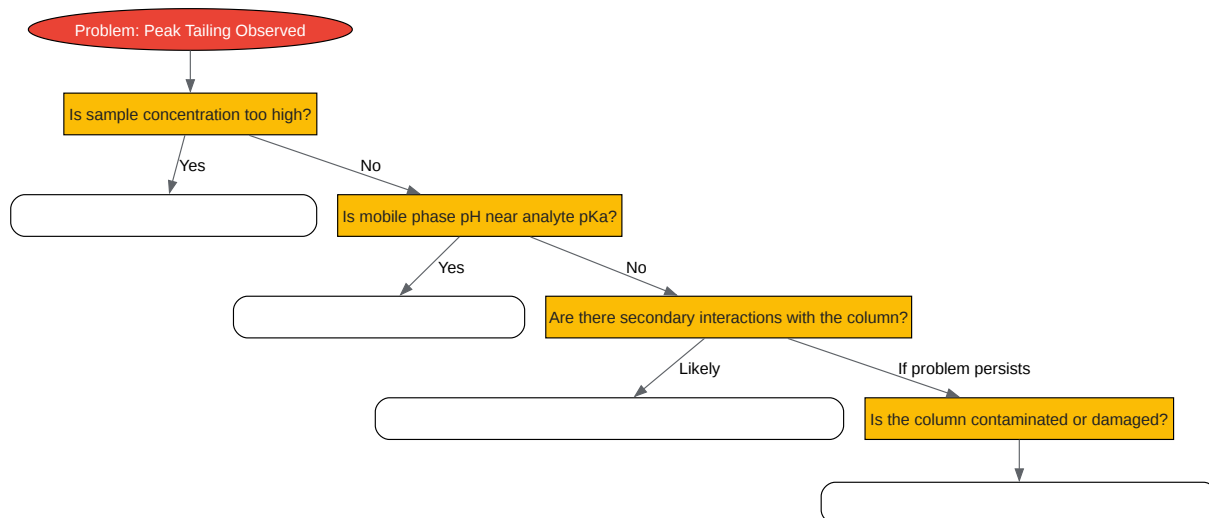 Problem: Peak Tailing Observed
Is sample concentration too high?
Yes
No
Is mobile phase pH near analyte pKa?
Yes
No
Are there secondary interactions with the column?
Likely
If problem persists
Is the column contaminated or damaged?